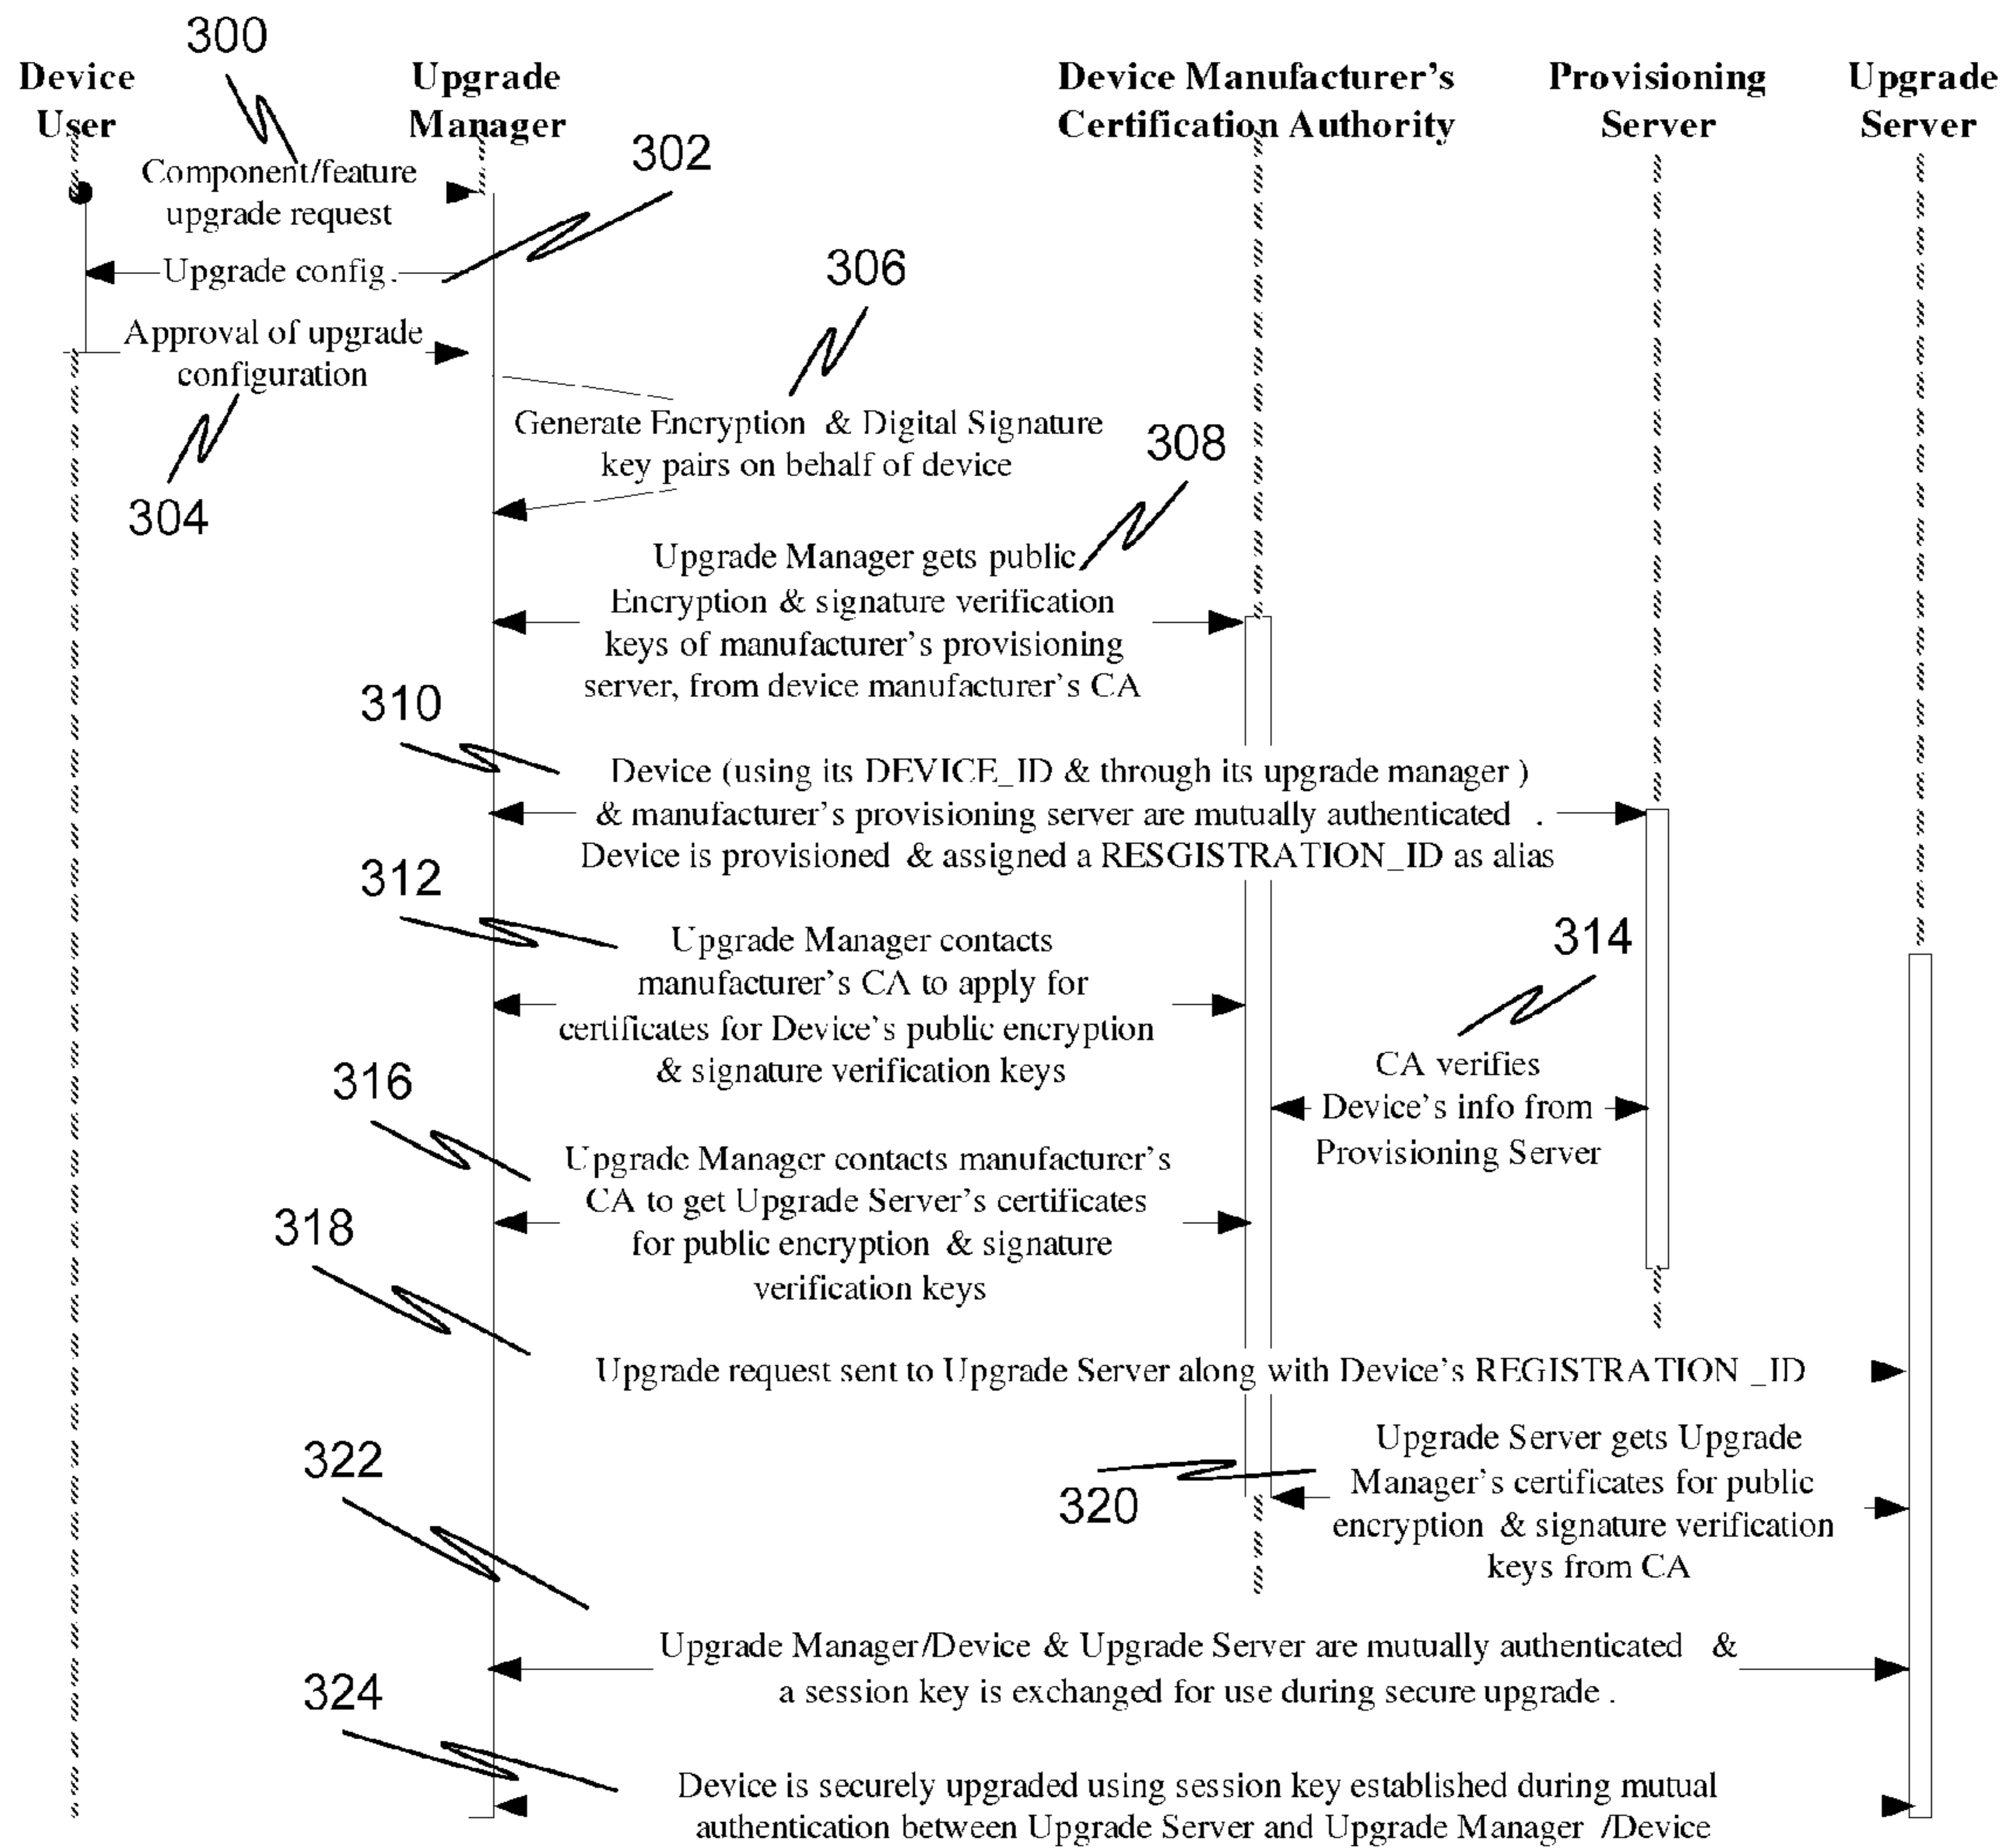 300
Device
User
Upgrade
Manager
Device Manufacturer's
Certification Authority
Provisioning
Server
Upgrade
Server
302
Component/feature
upgrade request
Upgrade config.
306
Approval of upgrade
configuration
304
Generate Encryption & Digital Signature
key pairs on behalf of device
308
Upgrade Manager gets public
Encryption & signature verification
keys of manufacturer's provisioning
server, from device manufacturer's CA
310
Device (using its DEVICE_ID & through its upgrade manager )
& manufacturer's provisioning server are mutually authenticated .
Device is provisioned & assigned a RESGISTRATION_ID as alias
312
Upgrade Manager contacts
manufacturer's CA to apply for
certificates for Device's public encryption
& signature verification keys
314
CA verifies
Device's info from
Provisioning Server
316
Upgrade Manager contacts manufacturer's
CA to get Upgrade Server's certificates
for public encryption & signature
verification keys
318
Upgrade request sent to Upgrade Server along with Device's REGISTRATION _ID
320
Upgrade Server gets Upgrade
Manager's certificates for public
encryption & signature verification
keys from CA
322
Upgrade Manager/Device & Upgrade Server are mutually authenticated &
a session key is exchanged for use during secure upgrade .
324
Device is securely upgraded using session key established during mutual
authentication between Upgrade Server and Upgrade Manager /Device